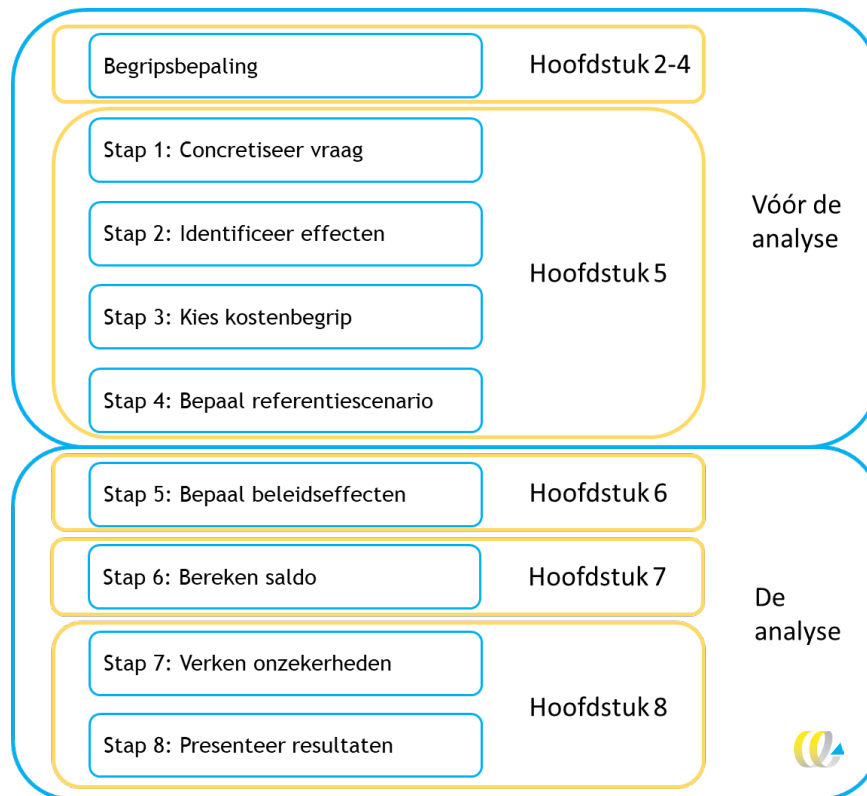 Begripsbepaling
Hoofdstuk 2-4
Stap 1: Concretiseer vraag
Stap 2: Identificeer effecten
Stap 3: Kies kostenbegrip
Stap 4: Bepaal referentiescenario
Hoofdstuk 5
Vóór de
analyse
Stap 5: Bepaal beleidseffecten
Hoofdstuk 6
Stap 6: Bereken saldo
Hoofdstuk 7
Stap 7: Verken onzekerheden
Stap 8: Presenteer resultaten
Hoofdstuk 8
De
analyse